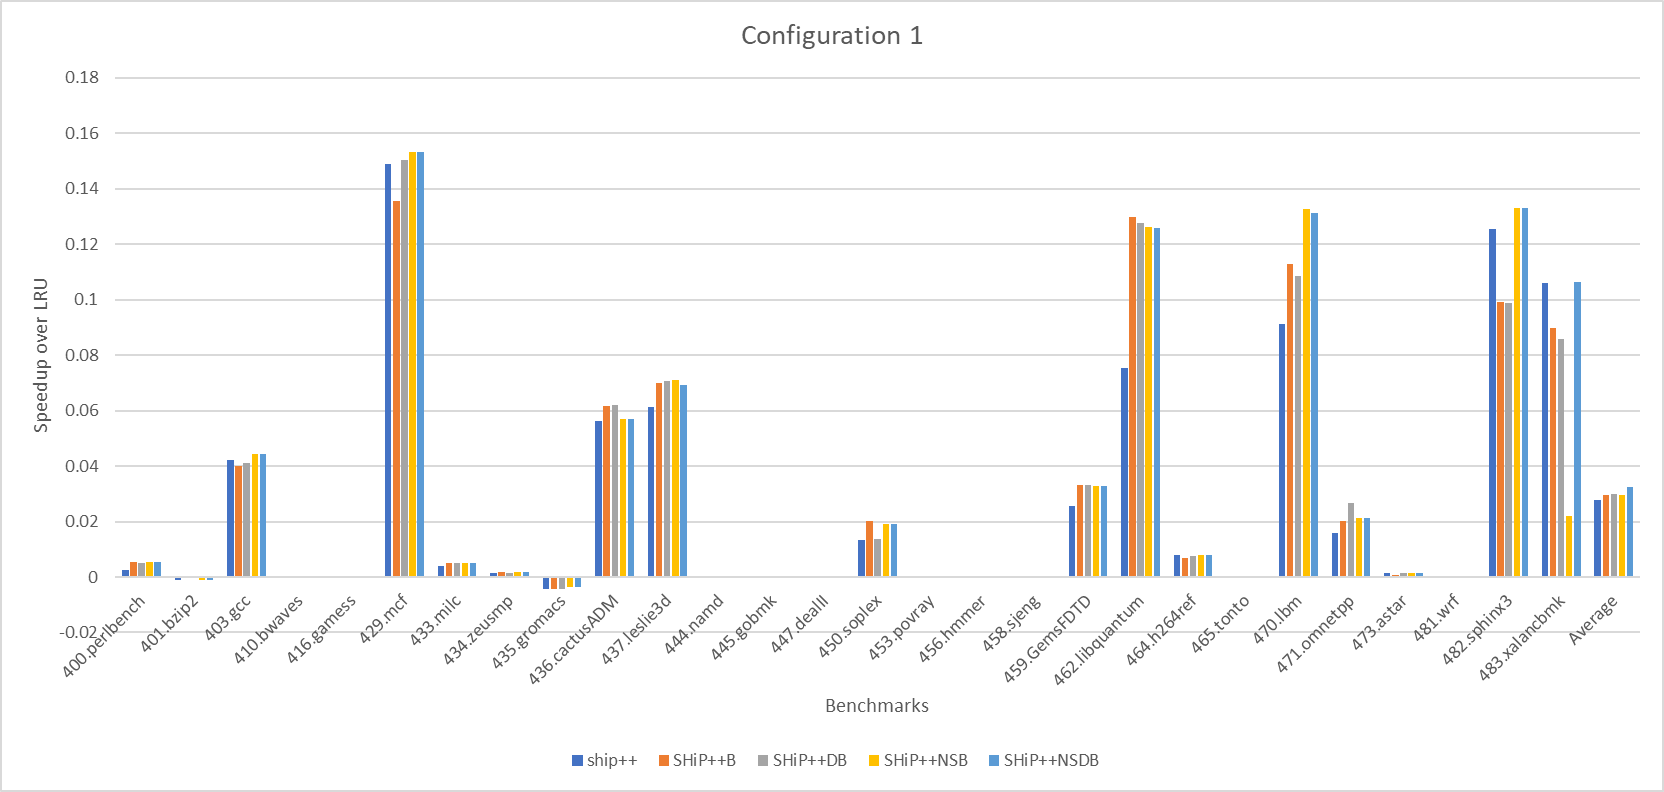 Configuration 1
Speedup over LRU
0.18
0.16
0.14
0.12
0.1
0.08
0.06
0.04
0.02
0
-0.02
400.perlbench
401.bzip2
403.gcc
410.bwaves
416.gamess
429.mcf
433.milc
434.zeusmp
435.gromacs
436.cactusADM
437.leslie3d
444.namd
445.gobmk
447.dealII
450.soplex
453.povray
456.hmmer
458.sjeng
459.GemsFDTD
462.libquantum
464.h264ref
465.tonto
470.lbm
471.omnetpp
473.astar
481.wrf
482.sphinx3
483.xalancbmk
Average
Benchmarks
ship++ SHiP++B SHiP++DB SHiP++NSB SHiP++NSDB